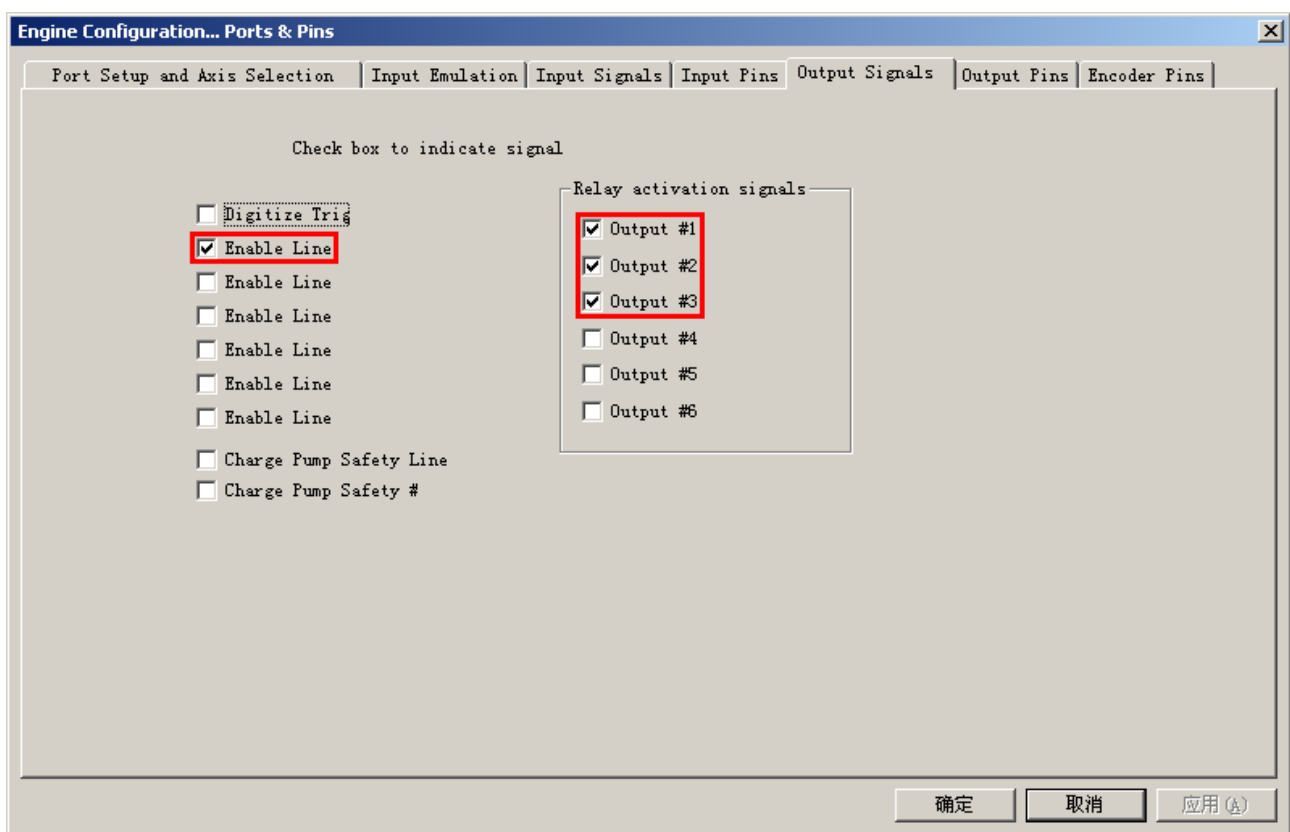 Engine Configuration... Ports & Pins
Port Setup and Axis Selection
Input Emulation
Input Signals
Input Pins
Output Signals
Output Pins
Encoder Pins
Check box to indicate signal
Digitize Trig
Enable Line
Enable Line
Enable Line
Enable Line
Enable Line
Enable Line
Charge Pump Safety Line
Charge Pump Safety #
Relay activation signals
Output #1
Output #2
Output #3
Output #4
Output #5
Output #6
确定
取消
应用(A)